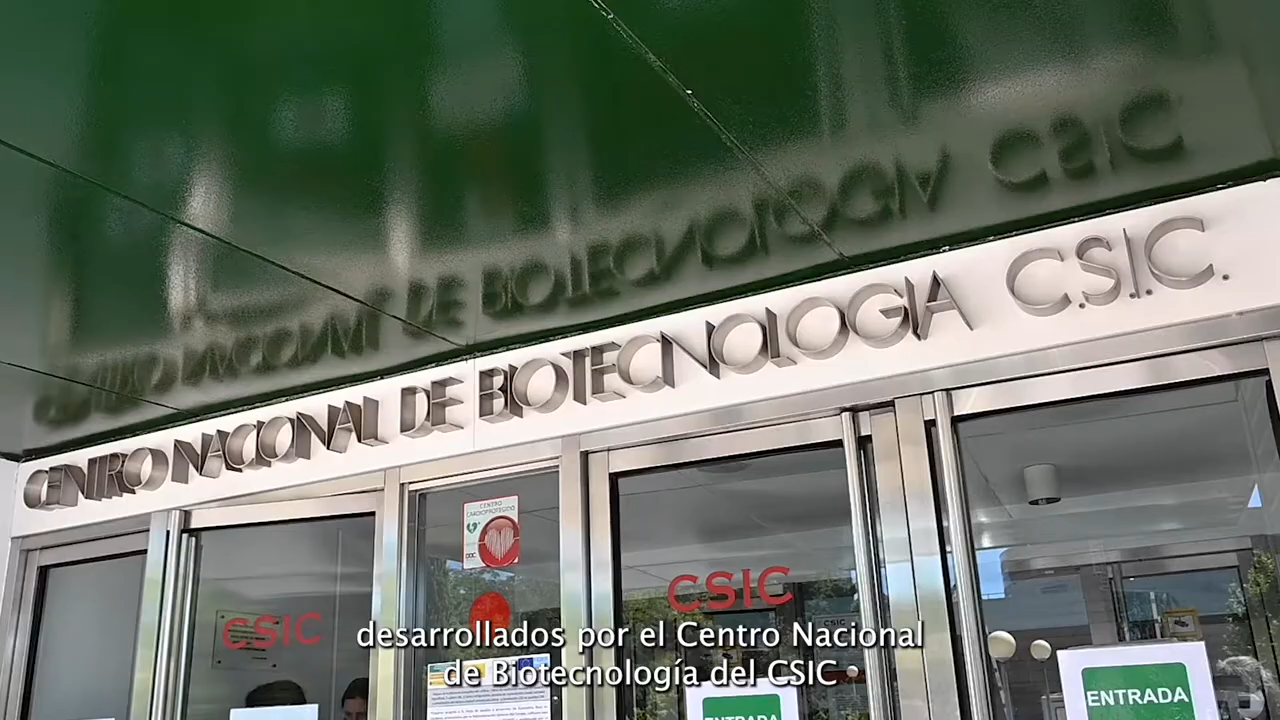 CENTRO NACIONAL DE BIOTECNOLOGIA C.S.I.C.
CENTRO
CARDIOPROTEGIDO
CSIC
CSIC
CSIC
desarrollados por el Centro Nacional
de Biotecnología del CSIC
ENTRADA
ENTRADA